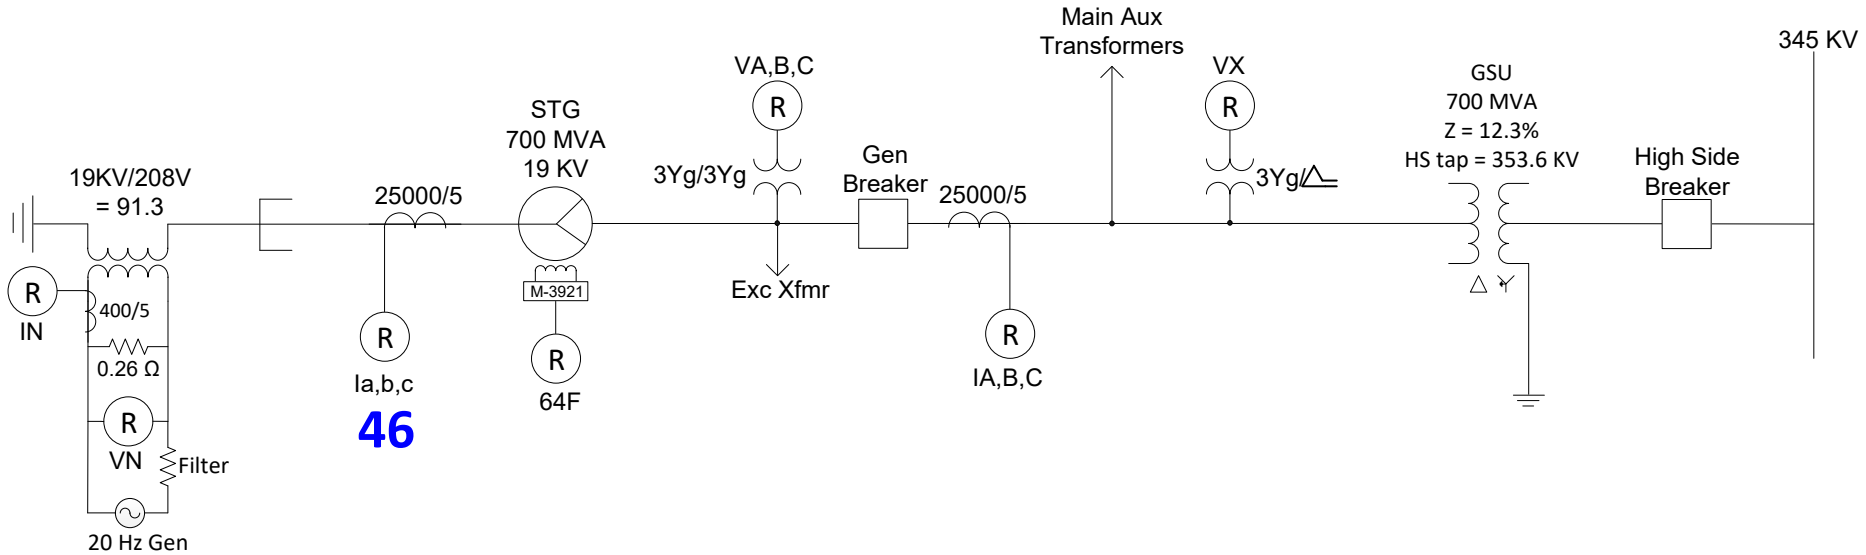 Main Aux
Transformers
345 KV
VA,B,C
R
VX
R
GSU
700 MVA
Z = 12.3%
HS tap = 353.6 KV
STG
700 MVA
19 KV
Gen
Breaker
High Side
Breaker
19KV/208V
= 91.3
25000/5
3Yg/3Yg
25000/5
3Yg/
R
IN
400/5
0.26 Ω
M-3921
Exc Xfmr
R
Ia,b,c
46
R
64F
R
IA,B,C
R
VN
Filter
20 Hz Gen